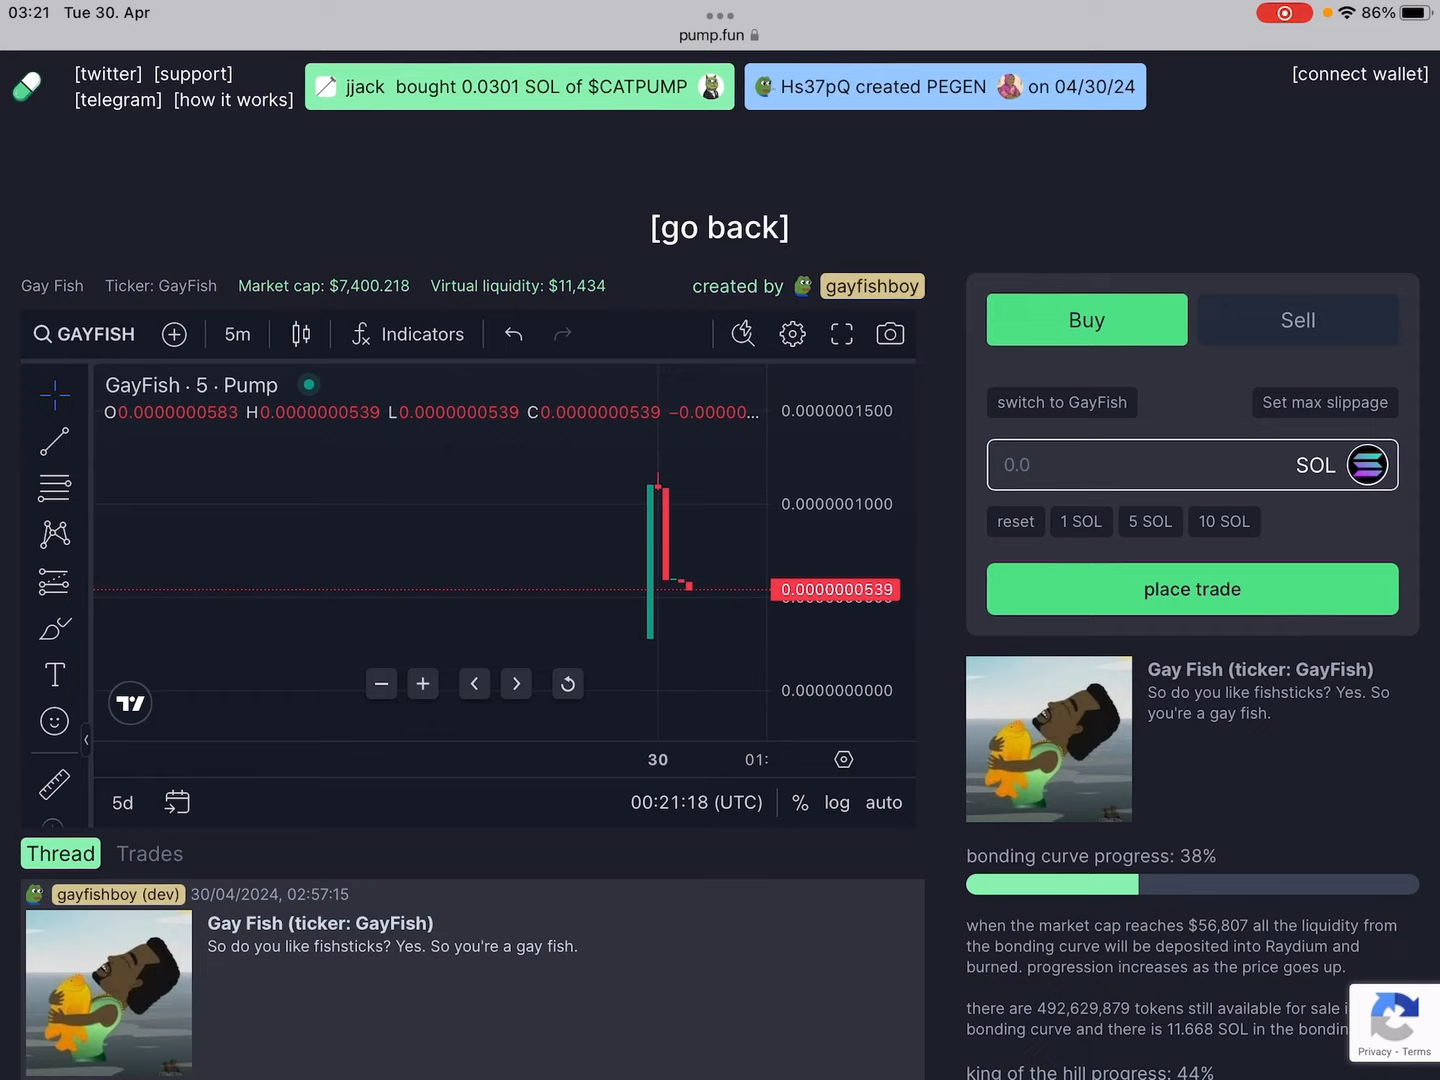 03:21 Tue 30. Apr
86%
pump.fun
[twitter] [support]
[telegram] [how it works]
jjack bought 0.0301 SOL of $CATPUMP
Hs37pQ created PEGEN on 04/30/24
[connect wallet]
[go back]
Gay Fish Ticker: GayFish Market cap: $7,400.218 Virtual liquidity: $11,434 created by gayfishboy
GAYFISH 5m Indicators
GayFish · 5 · Pump
O0.0000000583 H0.0000000539 L0.0000000539 C0.0000000539 −0.00000...
0.0000001500
0.0000001000
0.0000000539
0.0000000000
30 01:
5d 00:21:18 (UTC) % log auto
Buy Sell
switch to GayFish Set max slippage
0.0 SOL
reset 1 SOL 5 SOL 10 SOL
place trade
Gay Fish (ticker: GayFish)
So do you like fishsticks? Yes. So
you're a gay fish.
bonding curve progress: 38%
when the market cap reaches $56,807 all the liquidity from
the bonding curve will be deposited into Raydium and
burned. progression increases as the price goes up.
there are 492,629,879 tokens still available for sale i
bonding curve and there is 11.668 SOL in the bondin
king of the hill progress: 44%
Privacy - Terms
Thread Trades
gayfishboy (dev) 30/04/2024, 02:57:15
Gay Fish (ticker: GayFish)
So do you like fishsticks? Yes. So you're a gay fish.